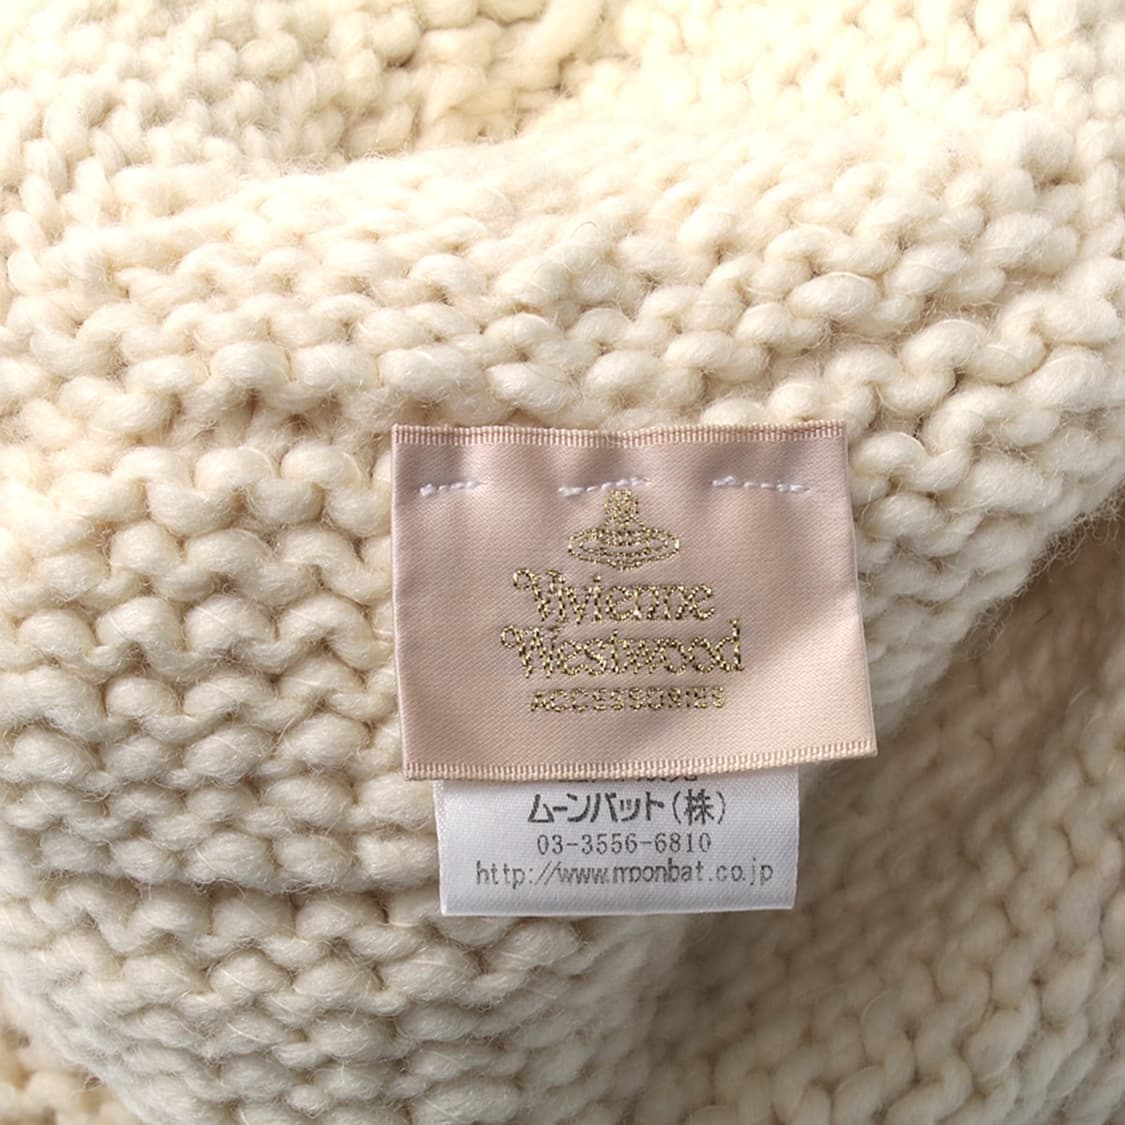 Vivienne
Westwood
ACCESSORIES
ムーンバット(株)
03-3556-6810
http://www.moonbat.co.jp